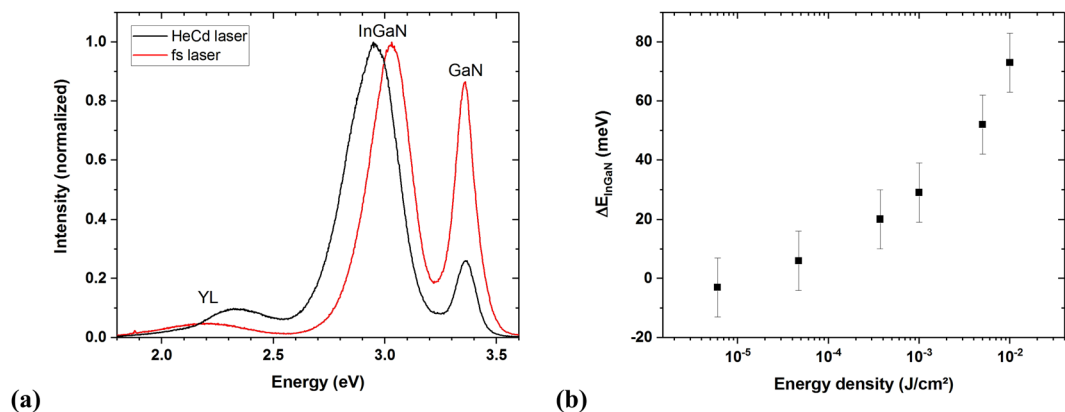 HeCd laser
fs laser
InGaN
GaN
YL
1.0
0.8
0.6
0.4
0.2
0.0
Intensity (normalized)
2.0
2.5
3.0
3.5
Energy (eV)
(a)
80
60
40
20
0
-20
ΔE_InGaN (meV)
10⁻⁵
10⁻⁴
10⁻³
10⁻²
Energy density (J/cm²)
(b)